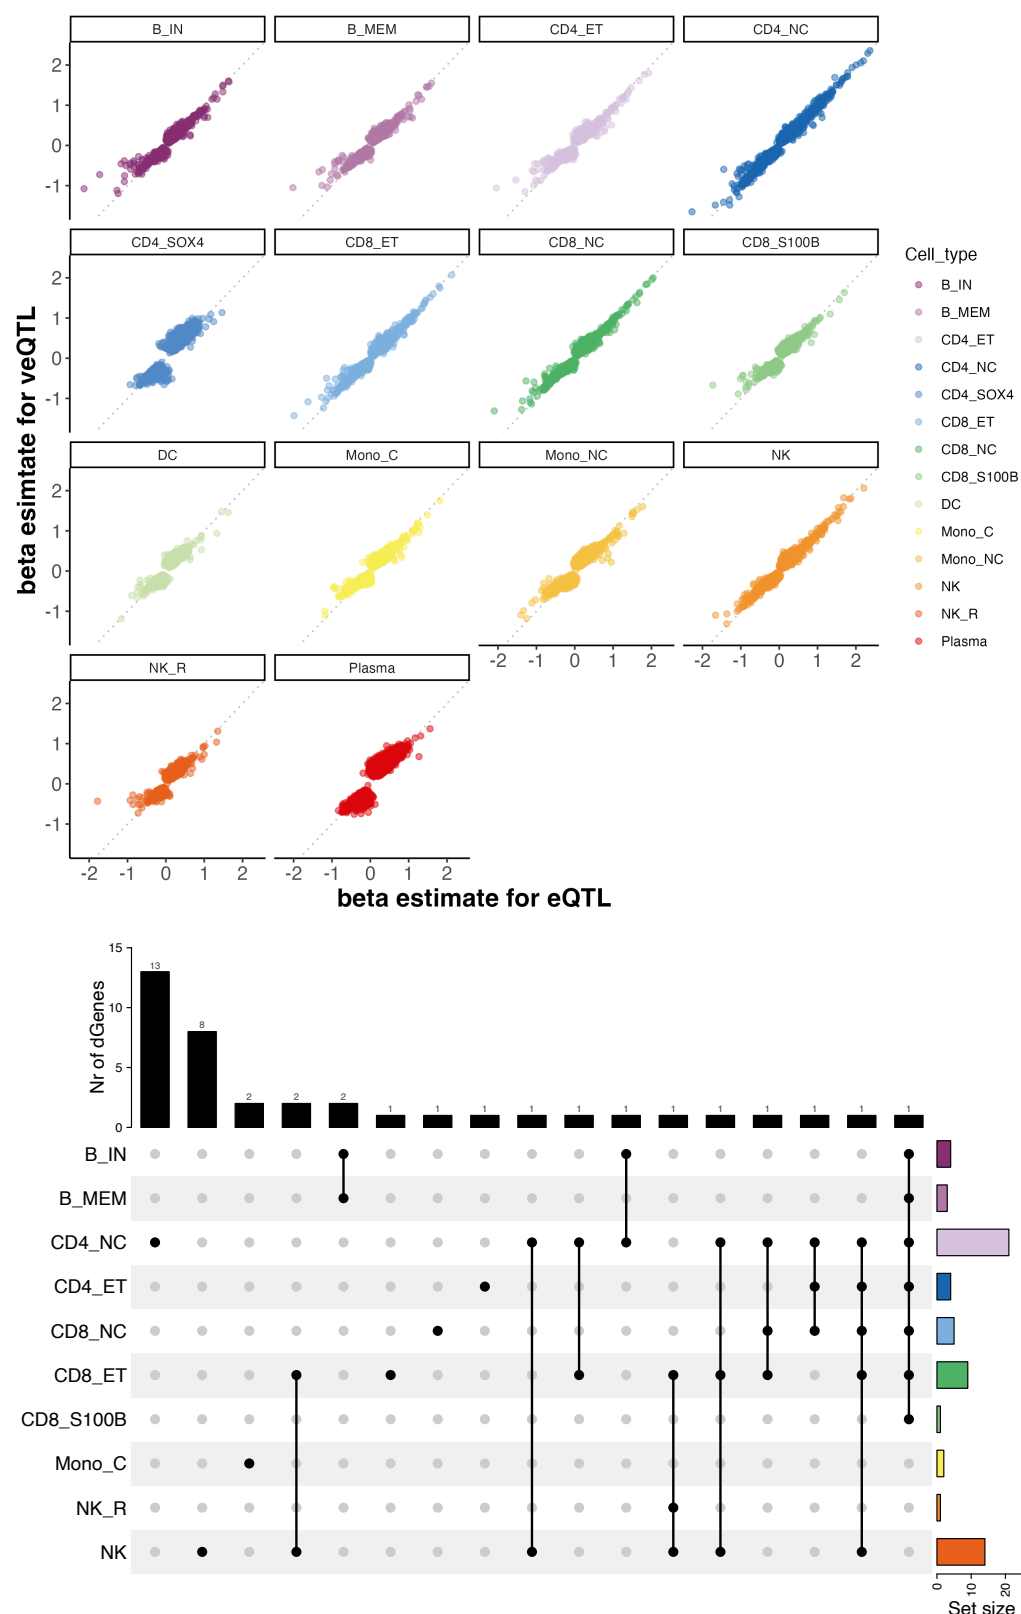 B_IN B_MEM CD4_ET CD4_NC
2
1
0
-1
CD4_SOX4 CD8_ET CD8_NC CD8_S100B
2
1
0
-1
DC Mono_C Mono_NC NK
2
1
0
-1
-2 -1 0 1 2 -2 -1 0 1 2
NK_R Plasma
2
1
0
-1
-2 -1 0 1 2 -2 -1 0 1 2
beta esimtate for veQTL
beta estimate for eQTL
Cell_type
B_IN
B_MEM
CD4_ET
CD4_NC
CD4_SOX4
CD8_ET
CD8_NC
CD8_S100B
DC
Mono_C
Mono_NC
NK
NK_R
Plasma
Nr of dGenes
15
10
5
0
13 8 2 2 2 1 1 1 1 1 1 1 1 1 1 1 1
B_IN
B_MEM
CD4_NC
CD4_ET
CD8_NC
CD8_ET
CD8_S100B
Mono_C
NK_R
NK
0 10 20
Set size